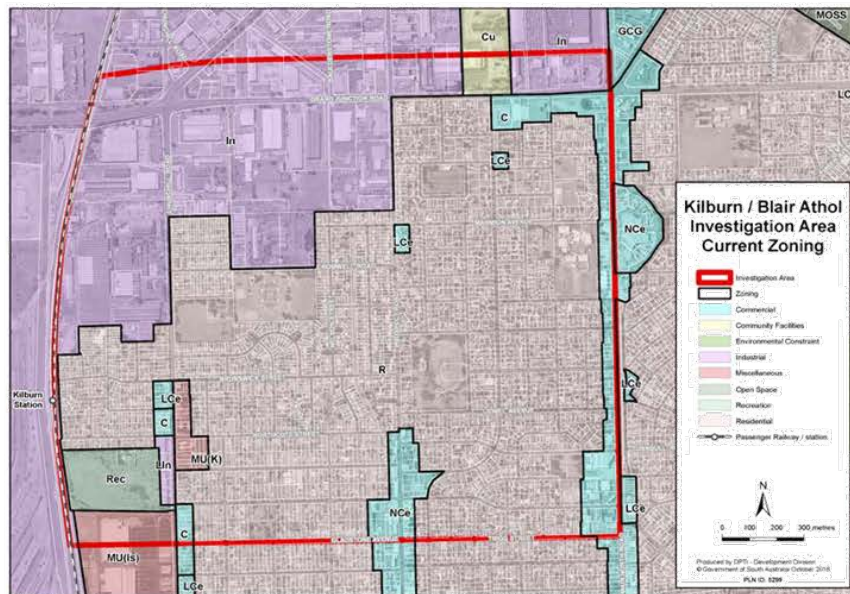 MOSS
GCG
Cu
In
LC
C
In
LCe
NCe
LCe
Kilburn / Blair Athol
Investigation Area
Current Zoning
Investigation Area
Zoning
Commercial
Community Facilities
Environmental Constraint
Industrial
Miscellaneous
Open Space
Recreation
Residential
Passenger Railway / station
R
LCe
Kilburn
Station
LCe
C
MU(K)
LIn
Rec
NCe
LCe
C
MU(Is)
LCe
N
0 100 200 300 metres
Produced by DPTI - Development Division
© Government of South Australia October 2018
PLN ID: 5299